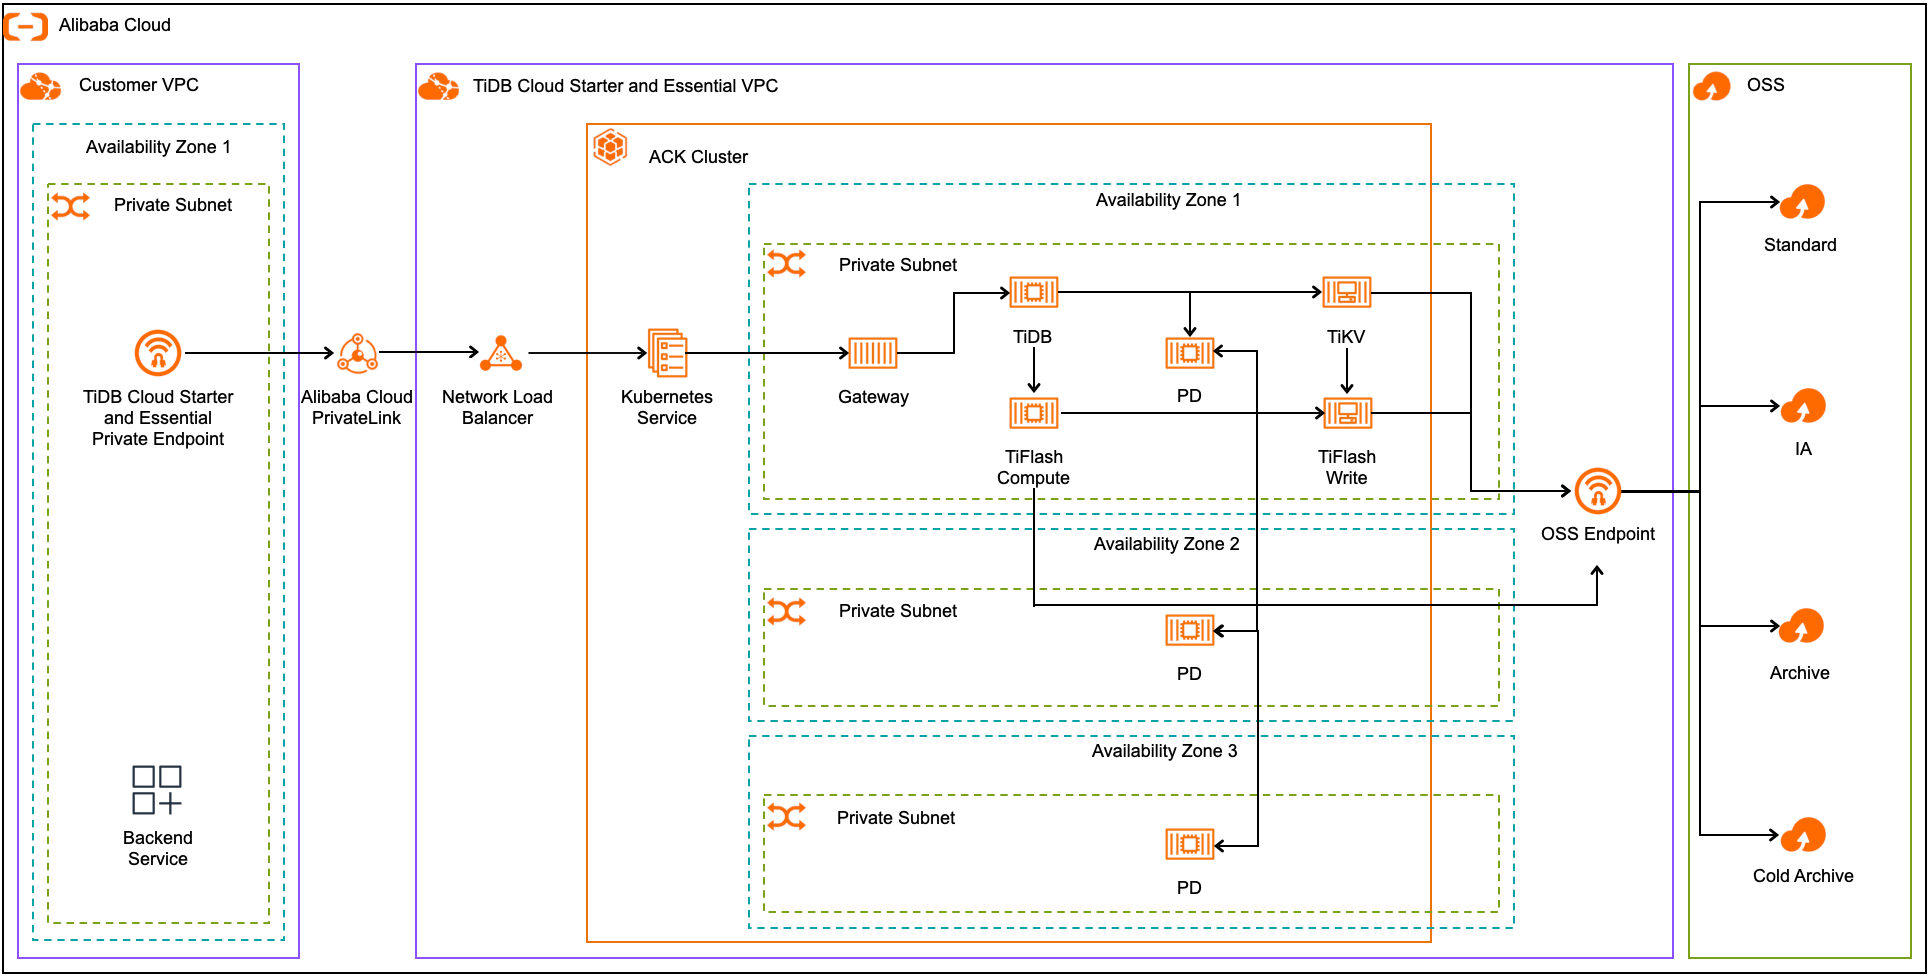 Alibaba Cloud
Customer VPC
Availability Zone 1
Private Subnet
TiDB Cloud Starter
and Essential
Private Endpoint
Backend
Service
Alibaba Cloud
PrivateLink
TiDB Cloud Starter and Essential VPC
Network Load
Balancer
ACK Cluster
Kubernetes
Service
Availability Zone 1
Private Subnet
Gateway
TiDB
TiKV
PD
TiFlash
Compute
TiFlash
Write
Availability Zone 2
Private Subnet
PD
Availability Zone 3
Private Subnet
PD
OSS Endpoint
OSS
Standard
IA
Archive
Cold Archive